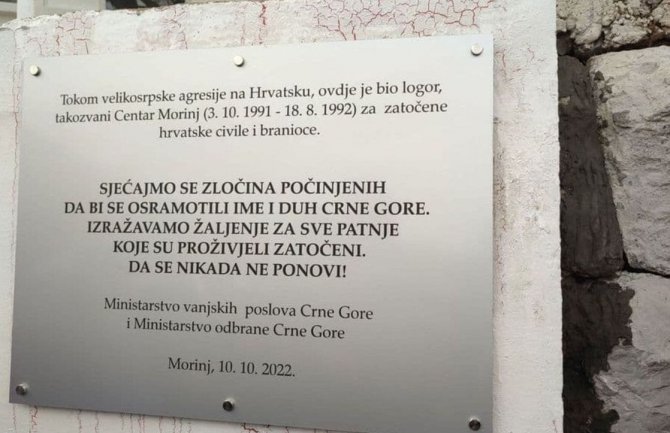 Tokom velikosrpske agresije na Hrvatsku, ovdje je bio logor,
takozvani Centar Morinj (3. 10. 1991 - 18. 8. 1992) za zatočene
hrvatske civile i branioce.
SJEĆAJMO SE ZLOČINA POČINJENIH
DA BI SE OSRAMOTILI IME I DUH CRNE GORE.
IZRAŽAVAMO ŽALJENJE ZA SVE PATNJE
KOJE SU PROŽIVJELI ZATOČENI.
DA SE NIKADA NE PONOVI!
Ministarstvo vanjskih poslova Crne Gore
i Ministarstvo odbrane Crne Gore
Morinj, 10. 10. 2022.